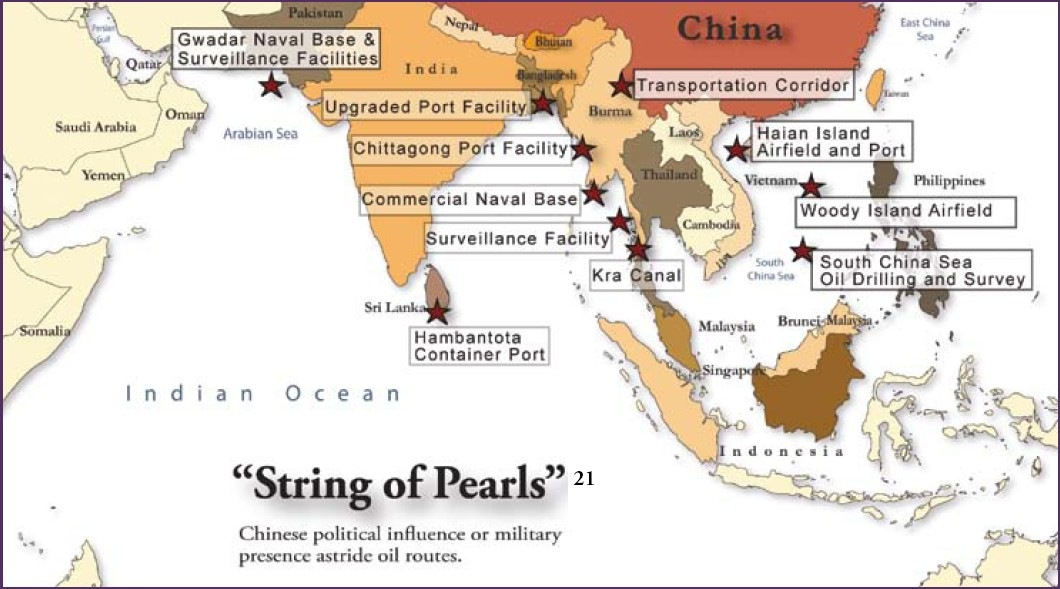 Pakistan
China
East China
Sea
Nepal
Persian
Gulf
Gwadar Naval Base &
Surveillance Facilities
Bhutan
Qatar
India
Bangladesh
Transportation Corridor
Taiwan
Upgraded Port Facility
Burma
Oman
Saudi Arabia
Arabian Sea
Laos
Haian Island
Airfield and Port
Chittagong Port Facility
Yemen
Thailand
Vietnam
Philippines
Commercial Naval Base
Woody Island Airfield
Cambodia
Surveillance Facility
South
China Sea
South China Sea
Oil Drilling and Survey
Kra Canal
Sri Lanka
Somalia
Hambantota
Container Port
Malaysia
Brunei
Malaysia
Singapore
Indian Ocean
Indonesia
“String of Pearls” 21
Chinese political influence or military
presence astride oil routes.